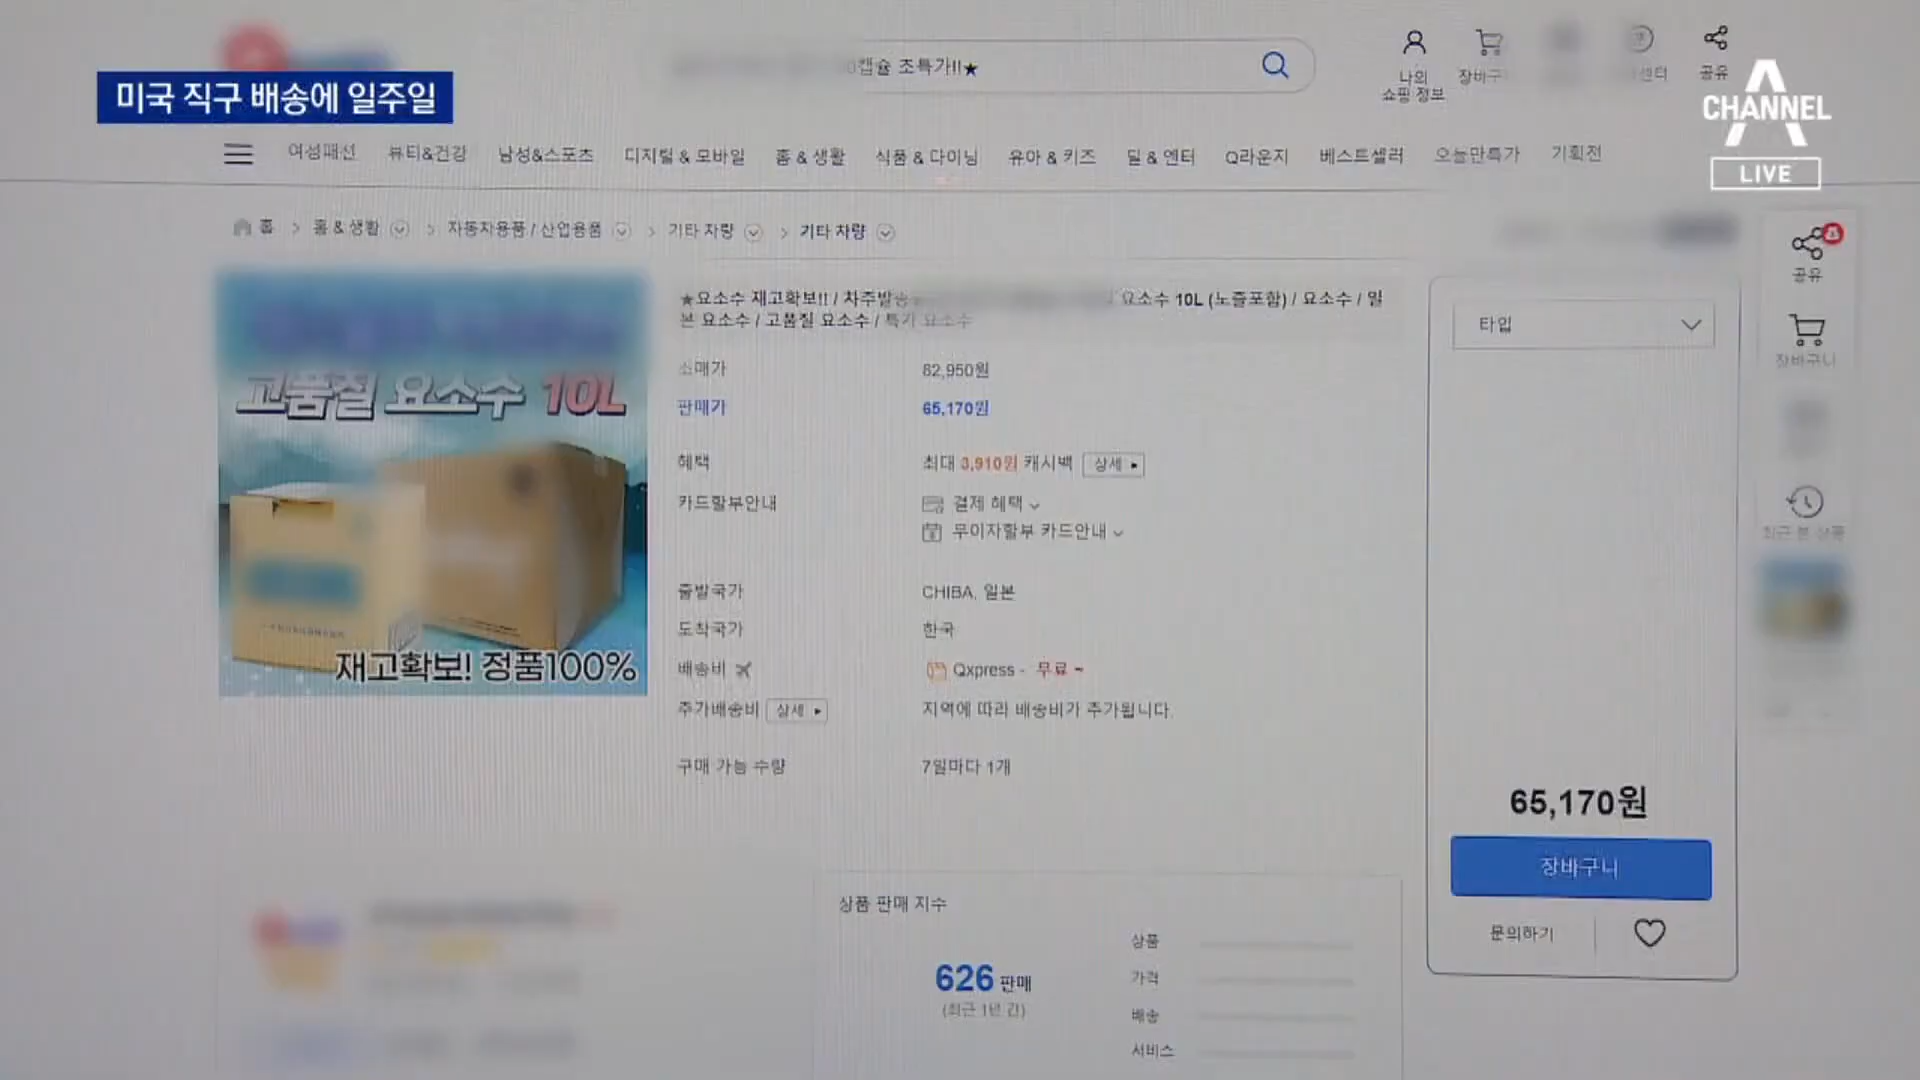 미국 직구 배송에 일주일
캡슐 초특가!!★
나의
쇼핑 정보
장바구
센터
공유
CHANNEL
LIVE
여성패션 뷰티&건강 남성&스포츠 디지털 & 모바일 홈 & 생활 식품 & 다이닝 유아 & 키즈 딜 & 엔터 Q라운지 베스트셀러 오늘만특가 기획전
홈 > 홈 & 생활 > 자동차용품 / 산업용품 > 기타 차량 > 기타 차량
공유
장바구니
최근 본 상품
고품질 요소수 10L
재고확보! 정품100%
★요소수 재고확보!! / 차주발송 요소수 10L (노즐포함) / 요소수 / 일
본 요소수 / 고품질 요소수 / 특가 요소수
소매가 82,950원
판매가 65,170원
혜택 최대 3,910원 캐시백 상세 ▸
카드할부안내 결제 혜택
무이자할부 카드안내
출발국가 CHIBA, 일본
도착국가 한국
배송비 Qxpress - 무료 ~
추가배송비 상세 ▸ 지역에 따라 배송비가 추가됩니다.
구매 가능 수량 7일마다 1개
타입
65,170원
장바구니
문의하기
상품 판매 지수
626 판매
(최근 1년 간)
상품
가격
배송
서비스